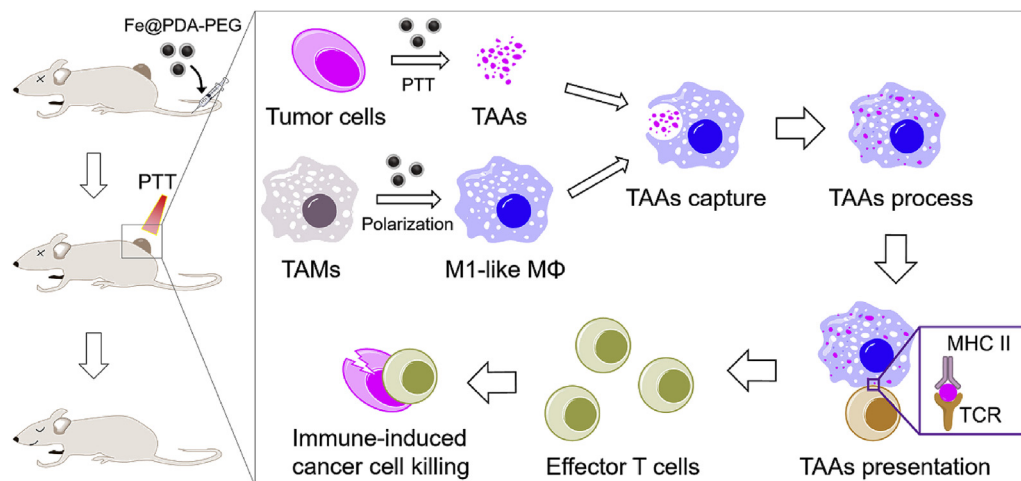 Fe@PDA-PEG
PTT
PTT
Tumor cells
TAAs
Polarization
TAMs
M1-like MΦ
TAAs capture
TAAs process
MHC II
TCR
TAAs presentation
Effector T cells
Immune-induced
cancer cell killing